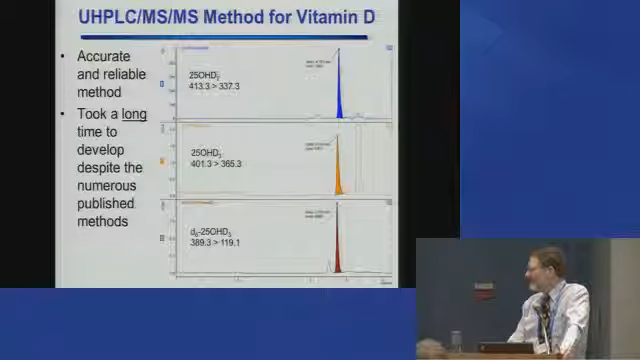 UHPLC/MS/MS Method for Vitamin D
• Accurate
and reliable
method
• Took a long
time to
develop despite the
numerous
published
methods
25OHD2
413.3 > 337.3
25OHD3
401.3 > 365.3
d6-25OHD3
389.3 > 119.1